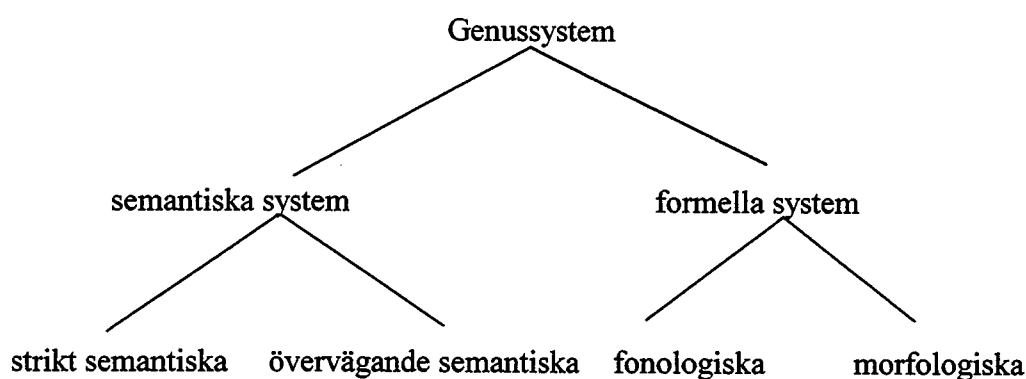 Genussystem
semantiska system formella system
strikt semantiska övervägande semantiska fonologiska morfologiska